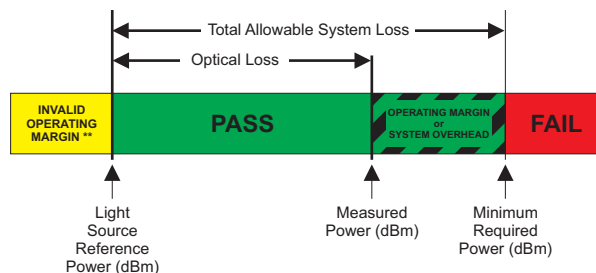 Total Allowable System Loss
Optical Loss
INVALID
OPERATING
MARGIN **
PASS
OPERATING MARGIN
or
SYSTEM OVERHEAD
FAIL
Light
Source
Reference
Power (dBm)
Measured
Power (dBm)
Minimum
Required
Power (dBm)